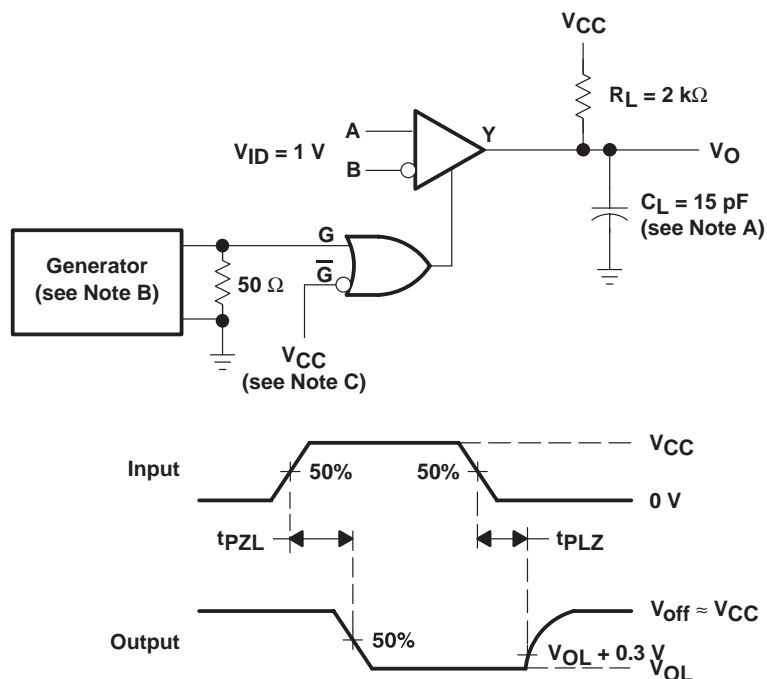 VCC
RL = 2 kΩ
A
Y
VID = 1 V
VO
B
CL = 15 pF
(see Note A)
G
Generator
(see Note B)
G̅
50 Ω
VCC
(see Note C)
VCC
Input
50%
50%
0 V
tPZL
tPLZ
Voff ≈ VCC
Output
50%
VOL + 0.3 V
VOL